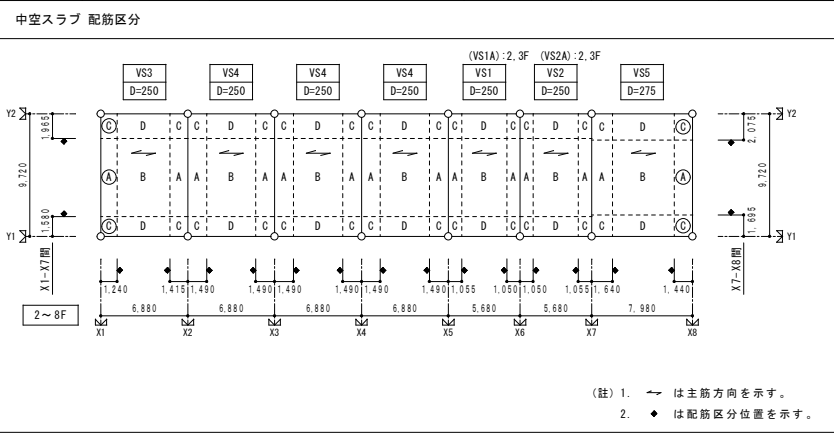 中空スラブ 配筋区分
(VS1A):2,3F (VS2A):2,3F
VS3 VS4 VS4 VS4 VS1 VS2 VS5
D=250 D=250 D=250 D=250 D=250 D=250 D=275
Y2 Y2
1,965 2,075
C D C C D C C D C C D C C D C C D C C D C
9,720 9,720
A B A A B A A B A A B A A B A A B A A B A
1,580 1,695
C D C C D C C D C C D C C D C C D C C D C
Y1 Y1
X1-X7間 X7-X8間
1,240 1,415 1,490 1,490 1,490 1,490 1,490 1,490 1,055 1,050 1,050 1,055 1,640 1,440
6,880 6,880 6,880 6,880 5,680 5,680 7,980
2～8F
X1 X2 X3 X4 X5 X6 X7 X8
(註) 1. は主筋方向を示す。
2. ◆ は配筋区分位置を示す。